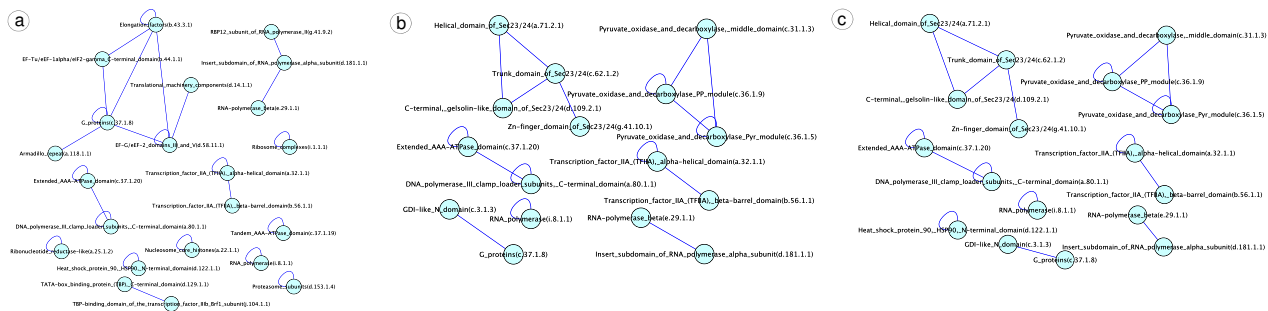 a
Elongation_factors(b.43.3.1)
RBP12_subunit_of_RNA_polymerase_II(g.41.9.2)
EF-Tu/eEF-1alpha/eIF2-gamma_C-terminal_domain(b.44.1.1)
Insert_subdomain_of_RNA_polymerase_alpha_subunit(d.181.1.1)
Translational_machinery_components(d.14.1.1)
RNA-polymerase_beta(e.29.1.1)
G_proteins(c.37.1.8)
EF-G/eEF-2_domains_III_and_V(d.58.11.1)
Ribosome_complexes(i.1.1.1)
Armadillo_repeat(a.118.1.1)
Transcription_factor_IIA_(TFIIA),_alpha-helical_domain(a.32.1.1)
Extended_AAA-ATPase_domain(c.37.1.20)
Transcription_factor_IIA_(TFIIA),_beta-barrel_domain(b.56.1.1)
DNA_polymerase_III_clamp_loader_subunits,_C-terminal_domain(a.80.1.1)
Tandem_AAA-ATPase_domain(c.37.1.19)
Ribonucleotide_reductase-like(a.25.1.2)
Nucleosome_core_histones(a.22.1.1)
RNA_polymerase(i.8.1.1)
Heat_shock_protein_90,_HSP90,_N-terminal_domain(d.122.1.1)
TATA-box_binding_protein_(TBP),_C-terminal_domain(d.129.1.1)
Proteasome_subunits(d.153.1.4)
TBP-binding_domain_of_the_transcription_factor_IIIb_Brf1_subunit(j.104.1.1)
b
Helical_domain_of_Sec23/24(a.71.2.1)
Pyruvate_oxidase_and_decarboxylase,_middle_domain(c.31.1.3)
Trunk_domain_of_Sec23/24(c.62.1.2)
Pyruvate_oxidase_and_decarboxylase_PP_module(c.36.1.9)
C-terminal,_gelsolin-like_domain_of_Sec23/24(d.109.2.1)
Zn-finger_domain_of_Sec23/24(g.41.10.1)
Pyruvate_oxidase_and_decarboxylase_Pyr_module(c.36.1.5)
Extended_AAA-ATPase_domain(c.37.1.20)
Transcription_factor_IIA_(TFIIA),_alpha-helical_domain(a.32.1.1)
DNA_polymerase_III_clamp_loader_subunits,_C-terminal_domain(a.80.1.1)
Transcription_factor_IIA_(TFIIA),_beta-barrel_domain(b.56.1.1)
GDI-like_N_domain(c.3.1.3)
RNA_polymerase(i.8.1.1)
RNA-polymerase_beta(e.29.1.1)
G_proteins(c.37.1.8)
Insert_subdomain_of_RNA_polymerase_alpha_subunit(d.181.1.1)
c
Helical_domain_of_Sec23/24(a.71.2.1)
Pyruvate_oxidase_and_decarboxylase,_middle_domain(c.31.1.3)
Trunk_domain_of_Sec23/24(c.62.1.2)
Pyruvate_oxidase_and_decarboxylase_PP_module(c.36.1.9)
C-terminal,_gelsolin-like_domain_of_Sec23/24(d.109.2.1)
Pyruvate_oxidase_and_decarboxylase_Pyr_module(c.36.1.5)
Zn-finger_domain_of_Sec23/24(g.41.10.1)
Extended_AAA-ATPase_domain(c.37.1.20)
Transcription_factor_IIA_(TFIIA),_alpha-helical_domain(a.32.1.1)
DNA_polymerase_III_clamp_loader_subunits,_C-terminal_domain(a.80.1.1)
Transcription_factor_IIA_(TFIIA),_beta-barrel_domain(b.56.1.1)
RNA_polymerase(i.8.1.1)
RNA-polymerase_beta(e.29.1.1)
Heat_shock_protein_90,_HSP90,_N-terminal_domain(d.122.1.1)
GDI-like_N_domain(c.3.1.3)
Insert_subdomain_of_RNA_polymerase_alpha_subunit(d.181.1.1)
G_proteins(c.37.1.8)